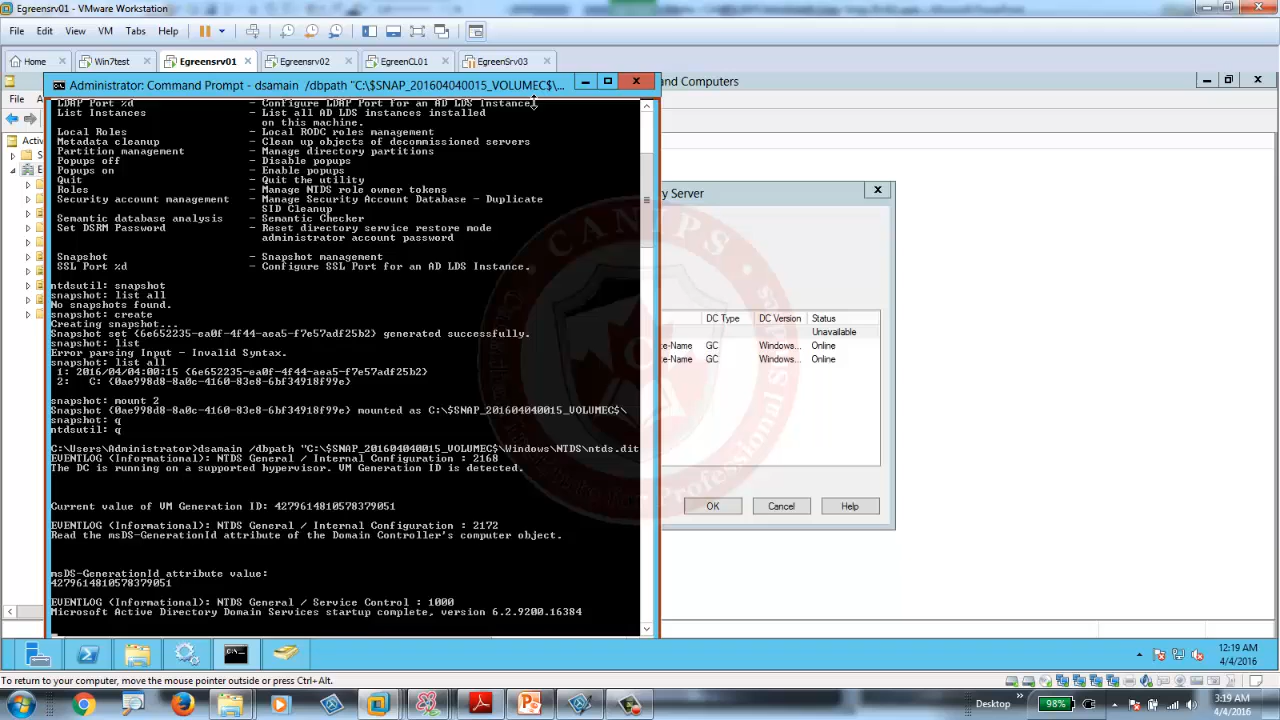 Egreensrv01 - VMware Workstation
File Edit View VM Tabs Help
Home Win7test Egreensrv01 Egreensrv02 EgreenCL01 EgreenSrv03
Administrator: Command Prompt - dsamain /dbpath "C:\$SNAP_201604040015_VOLUMEC$\...
nd Computers
File A
Activ
S
E
LDAP Port %d - Configure LDAP Port for an AD LDS Instance.
List Instances - List all AD LDS instances installed
on this machine.
Local Roles - Local RODC roles management
Metadata cleanup - Clean up objects of decommissioned servers
Partition management - Manage directory partitions
Popups off - Disable popups
Popups on - Enable popups
Quit - Quit the utility
Roles - Manage NTDS role owner tokens
Security account management - Manage Security Account Database - Duplicate
SID Cleanup
Semantic database analysis - Semantic Checker
Set DSRM Password - Reset directory service restore mode
administrator account password
Snapshot - Snapshot management
SSL Port %d - Configure SSL Port for an AD LDS Instance.
ntdsutil: snapshot
snapshot: list all
No snapshots found.
snapshot: create
Creating snapshot...
Snapshot set {6e652235-ea0f-4f44-aea5-f7e57adf25b2} generated successfully.
snapshot: list
Error parsing Input - Invalid Syntax.
snapshot: list all
1: 2016/04/04:00:15 {6e652235-ea0f-4f44-aea5-f7e57adf25b2}
2: C: {0ae998d8-8a0c-4160-83e8-6bf34918f99e}
snapshot: mount 2
Snapshot {0ae998d8-8a0c-4160-83e8-6bf34918f99e} mounted as C:\$SNAP_201604040015_VOLUMEC$\
snapshot: q
ntdsutil: q
C:\Users\Administrator>dsamain /dbpath "C:\$SNAP_201604040015_VOLUMEC$\Windows\NTDS\ntds.dit
EVENTLOG (Informational): NTDS General / Internal Configuration : 2168
The DC is running on a supported hypervisor. VM Generation ID is detected.
Current value of VM Generation ID: 4279614810578379051
EVENTLOG (Informational): NTDS General / Internal Configuration : 2172
Read the msDS-GenerationId attribute of the Domain Controller's computer object.
msDS-GenerationId attribute value:
4279614810578379051
EVENTLOG (Informational): NTDS General / Service Control : 1000
Microsoft Active Directory Domain Services startup complete, version 6.2.9200.16384
y Server
DC Type DC Version Status
Unavailable
e-Name GC Windows... Online
e-Name GC Windows... Online
OK Cancel Help
12:19 AM
4/4/2016
To return to your computer, move the mouse pointer outside or press Ctrl+Alt.
Desktop 98% 3:19 AM
4/4/2016